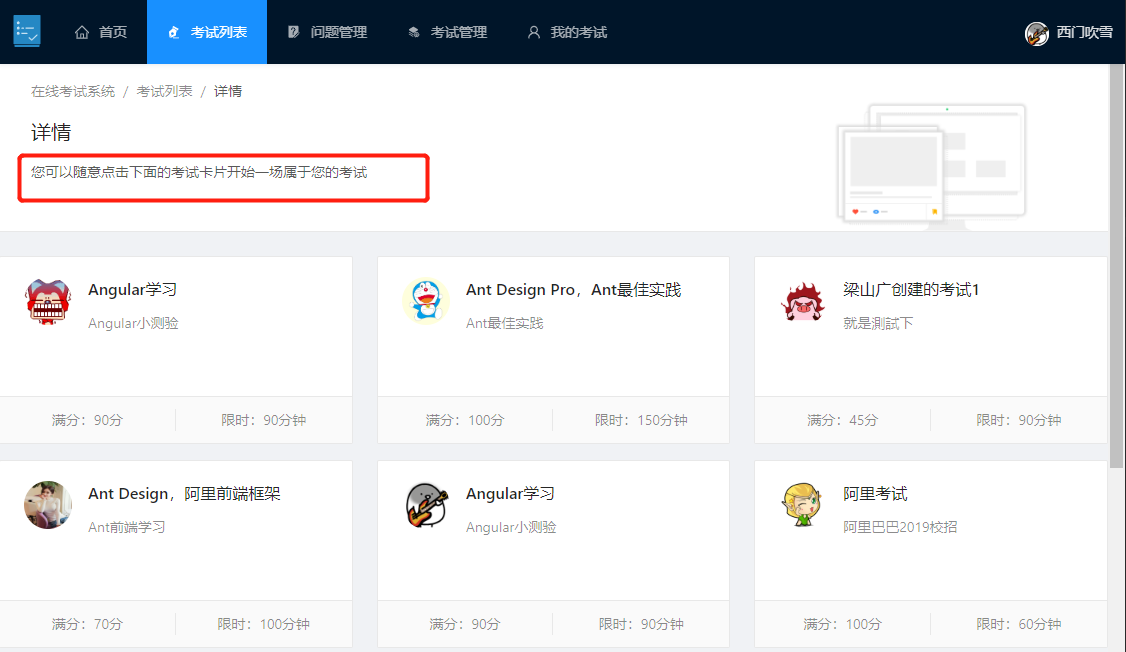 首页 考试列表 问题管理 考试管理 我的考试 西门吹雪
在线考试系统 / 考试列表 / 详情
详情
您可以随意点击下面的考试卡片开始一场属于您的考试
Angular学习
Angular小测验
满分：90分 限时：90分钟
Ant Design Pro，Ant最佳实践
Ant最佳实践
满分：100分 限时：150分钟
梁山广创建的考试1
就是測試下
满分：45分 限时：90分钟
Ant Design，阿里前端框架
Ant前端学习
满分：70分 限时：100分钟
Angular学习
Angular小测验
满分：90分 限时：90分钟
阿里考试
阿里巴巴2019校招
满分：100分 限时：60分钟